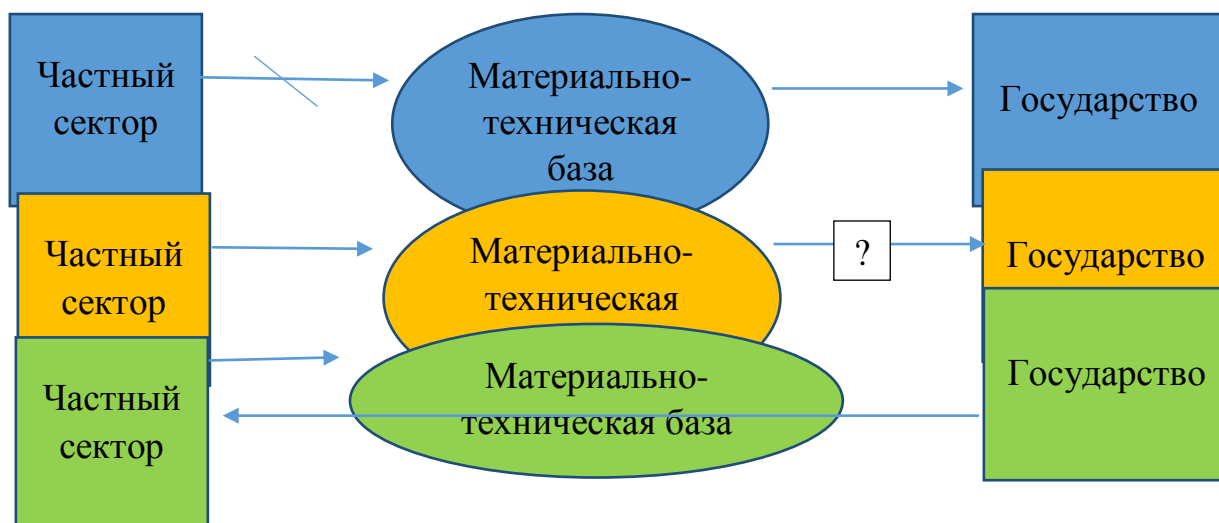 Частный
сектор
Материально-
техническая
база
Государство
Частный
сектор
Материально-
техническая
?
Государство
Частный
сектор
Материально-
техническая база
Государство